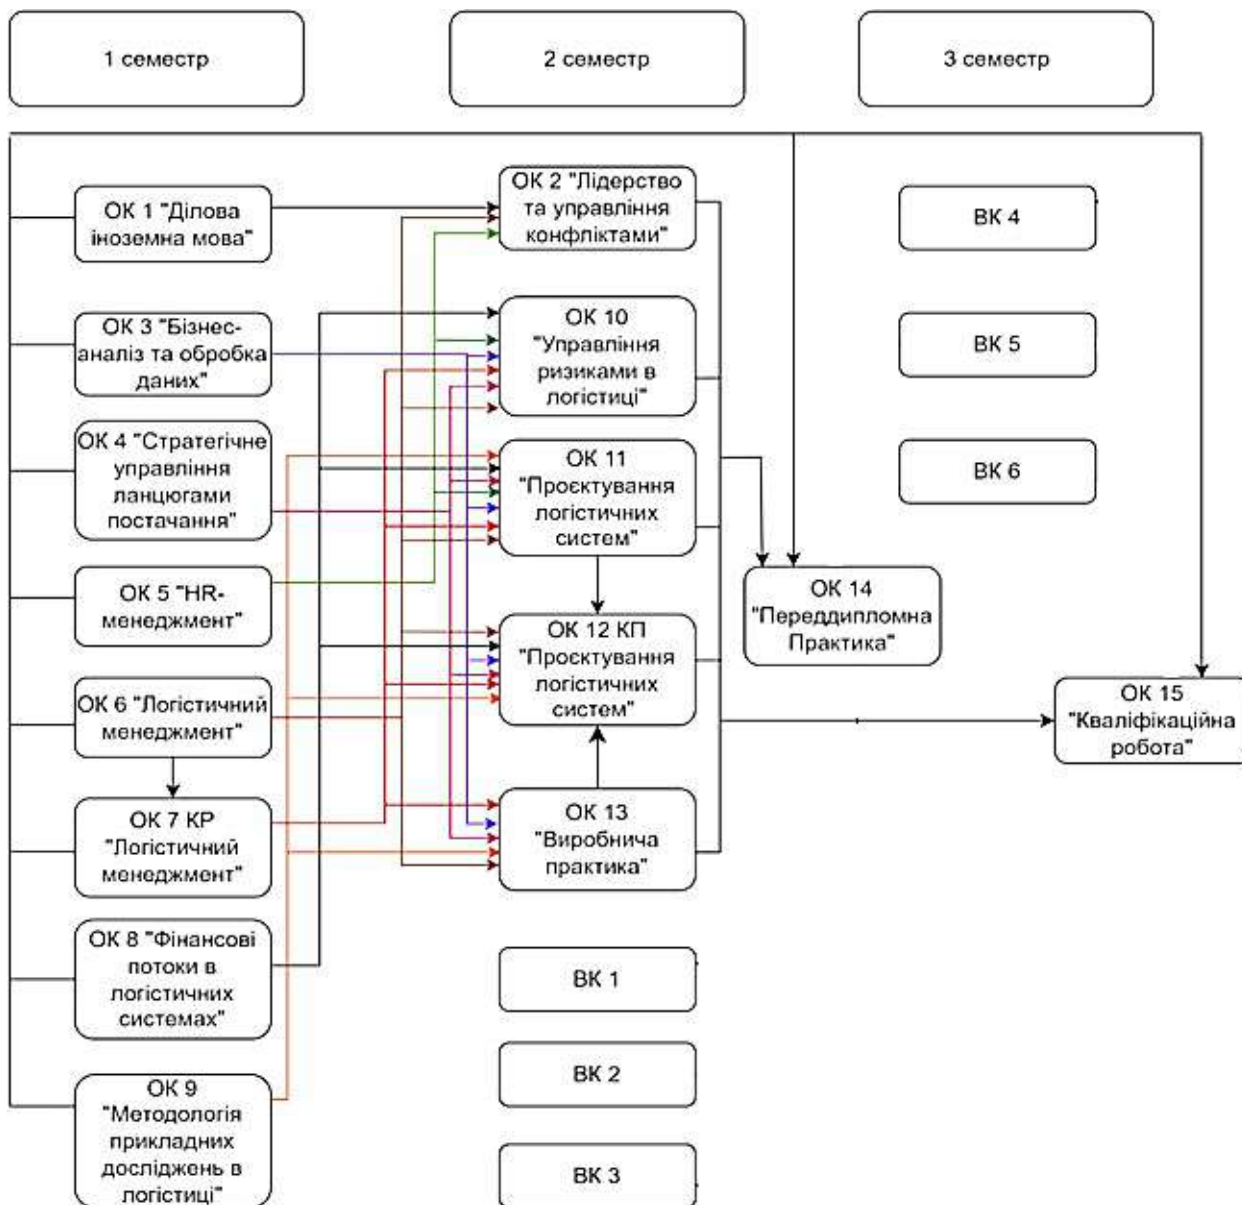 1 семестр
2 семестр
3 семестр
ОК 1 "Ділова
іноземна мова"
ОК 3 "Бізнес-
аналіз та обробка
даних"
ОК 4 "Стратегічне
управління
ланцюгами
постачання"
ОК 5 "HR-
менеджмент"
ОК 6 "Логістичний
менеджмент"
ОК 7 КР
"Логістичний
менеджмент"
ОК 8 "Фінансові
потоки в
логістичних
системах"
ОК 9
"Методологія
прикладних
досліджень в
логістиці"
ОК 2 "Лідерство
та управління
конфліктами"
ОК 10
"Управління
ризиками в
логістиці"
ОК 11
"Проєктування
логістичних
систем"
ОК 12 КП
"Проєктування
логістичних
систем"
ОК 13
"Виробнича
практика"
ВК 1
ВК 2
ВК 3
ВК 4
ВК 5
ВК 6
ОК 14
"Переддипломна
Практика"
ОК 15
"Кваліфікаційна
робота"